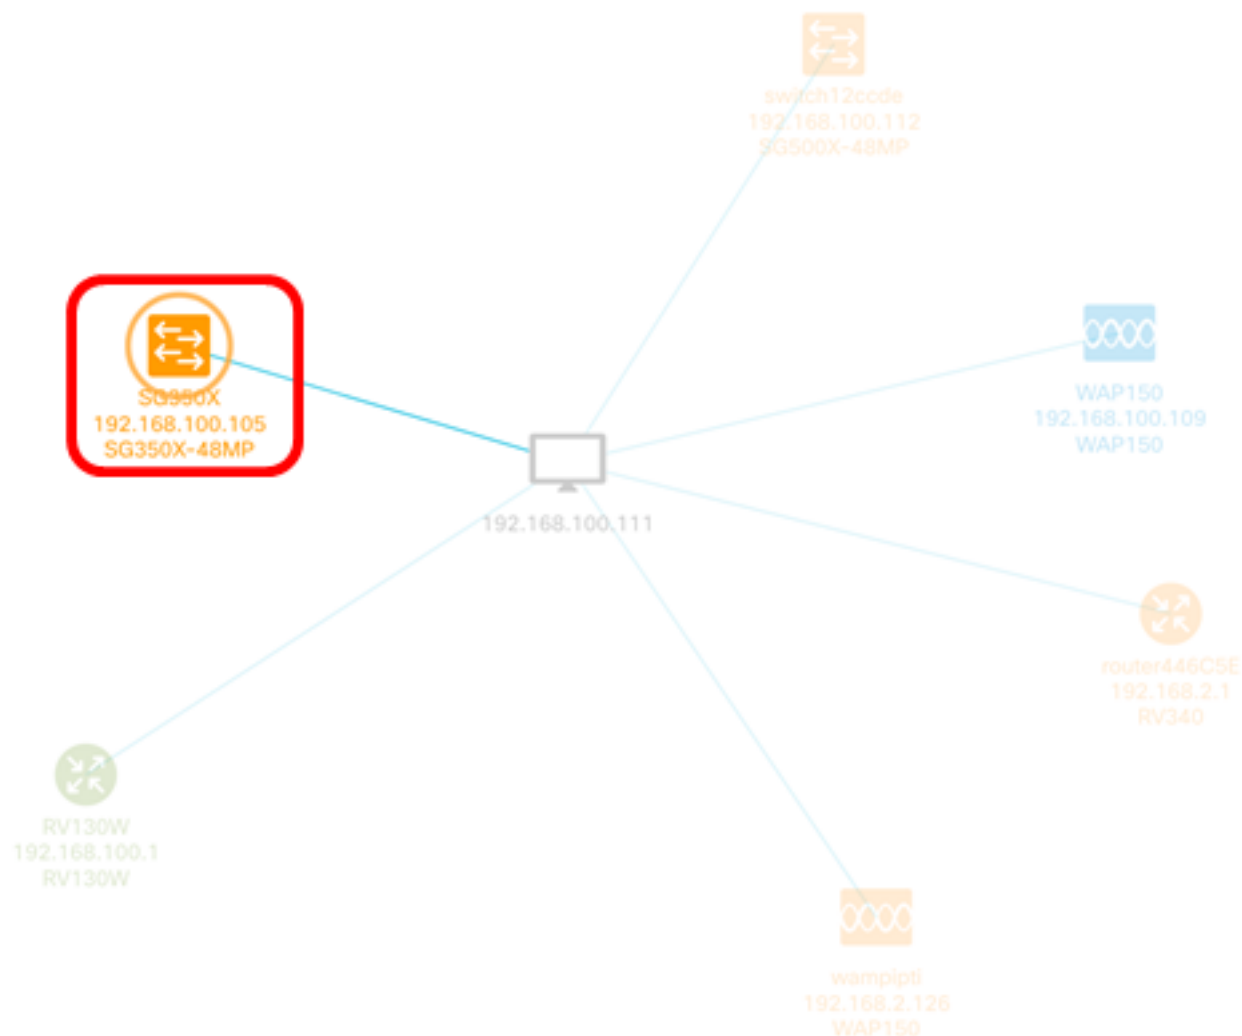 switch12ccde
192.168.100.112
SG500X-48MP
SG350X
192.168.100.105
SG350X-48MP
WAP150
192.168.100.109
WAP150
192.168.100.111
router446C5E
192.168.2.1
RV340
RV130W
192.168.100.1
RV130W
wampipti
192.168.2.126
WAP150